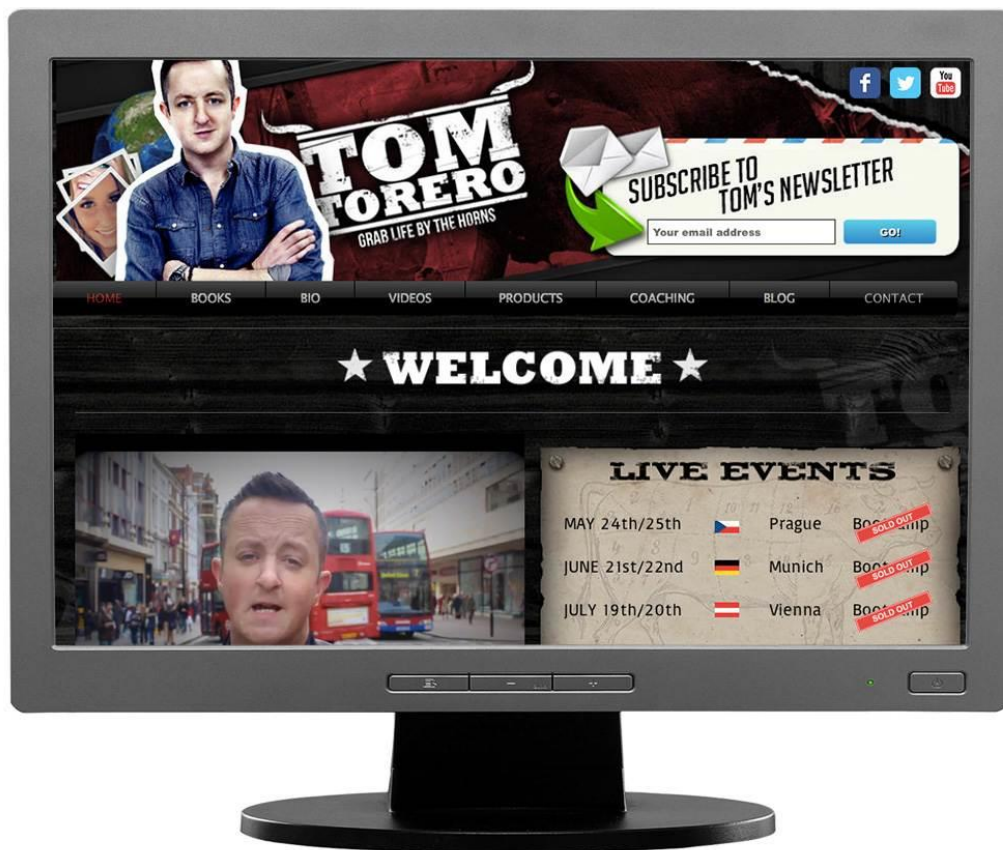 You
Tube
TOM
TORERO
GRAB LIFE BY THE HORNS
SUBSCRIBE TO
TOM'S NEWSLETTER
Your email address
GO!
HOME BOOKS BIO VIDEOS PRODUCTS COACHING BLOG CONTACT
WELCOME
LIVE EVENTS
MAY 24th/25th Prague SOLD OUT
JUNE 21st/22nd Munich SOLD OUT
JULY 19th/20th Vienna SOLD OUT